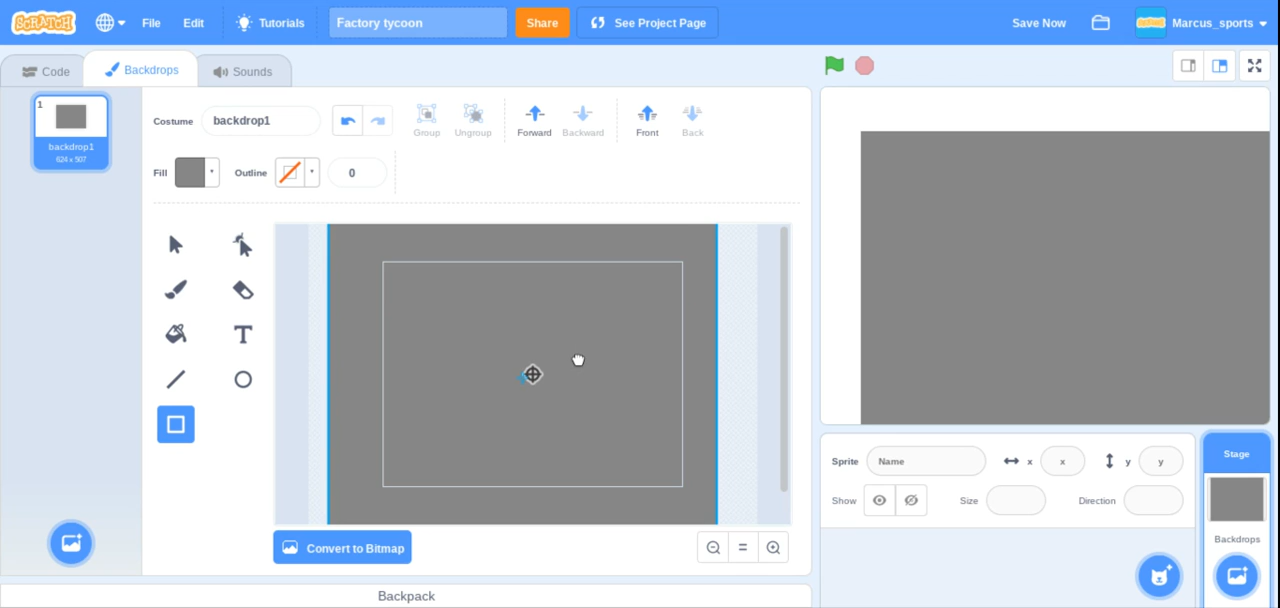 SCRATCH File Edit Tutorials Factory tycoon Share See Project Page Save Now Marcus_sports
Code Backdrops Sounds
1
backdrop1
624 x 507
Costume backdrop1 Group Ungroup Forward Backward Front Back
Fill Outline 0
T
Convert to Bitmap
Backpack
Sprite Name x x y y
Show Size Direction
Stage
Backdrops